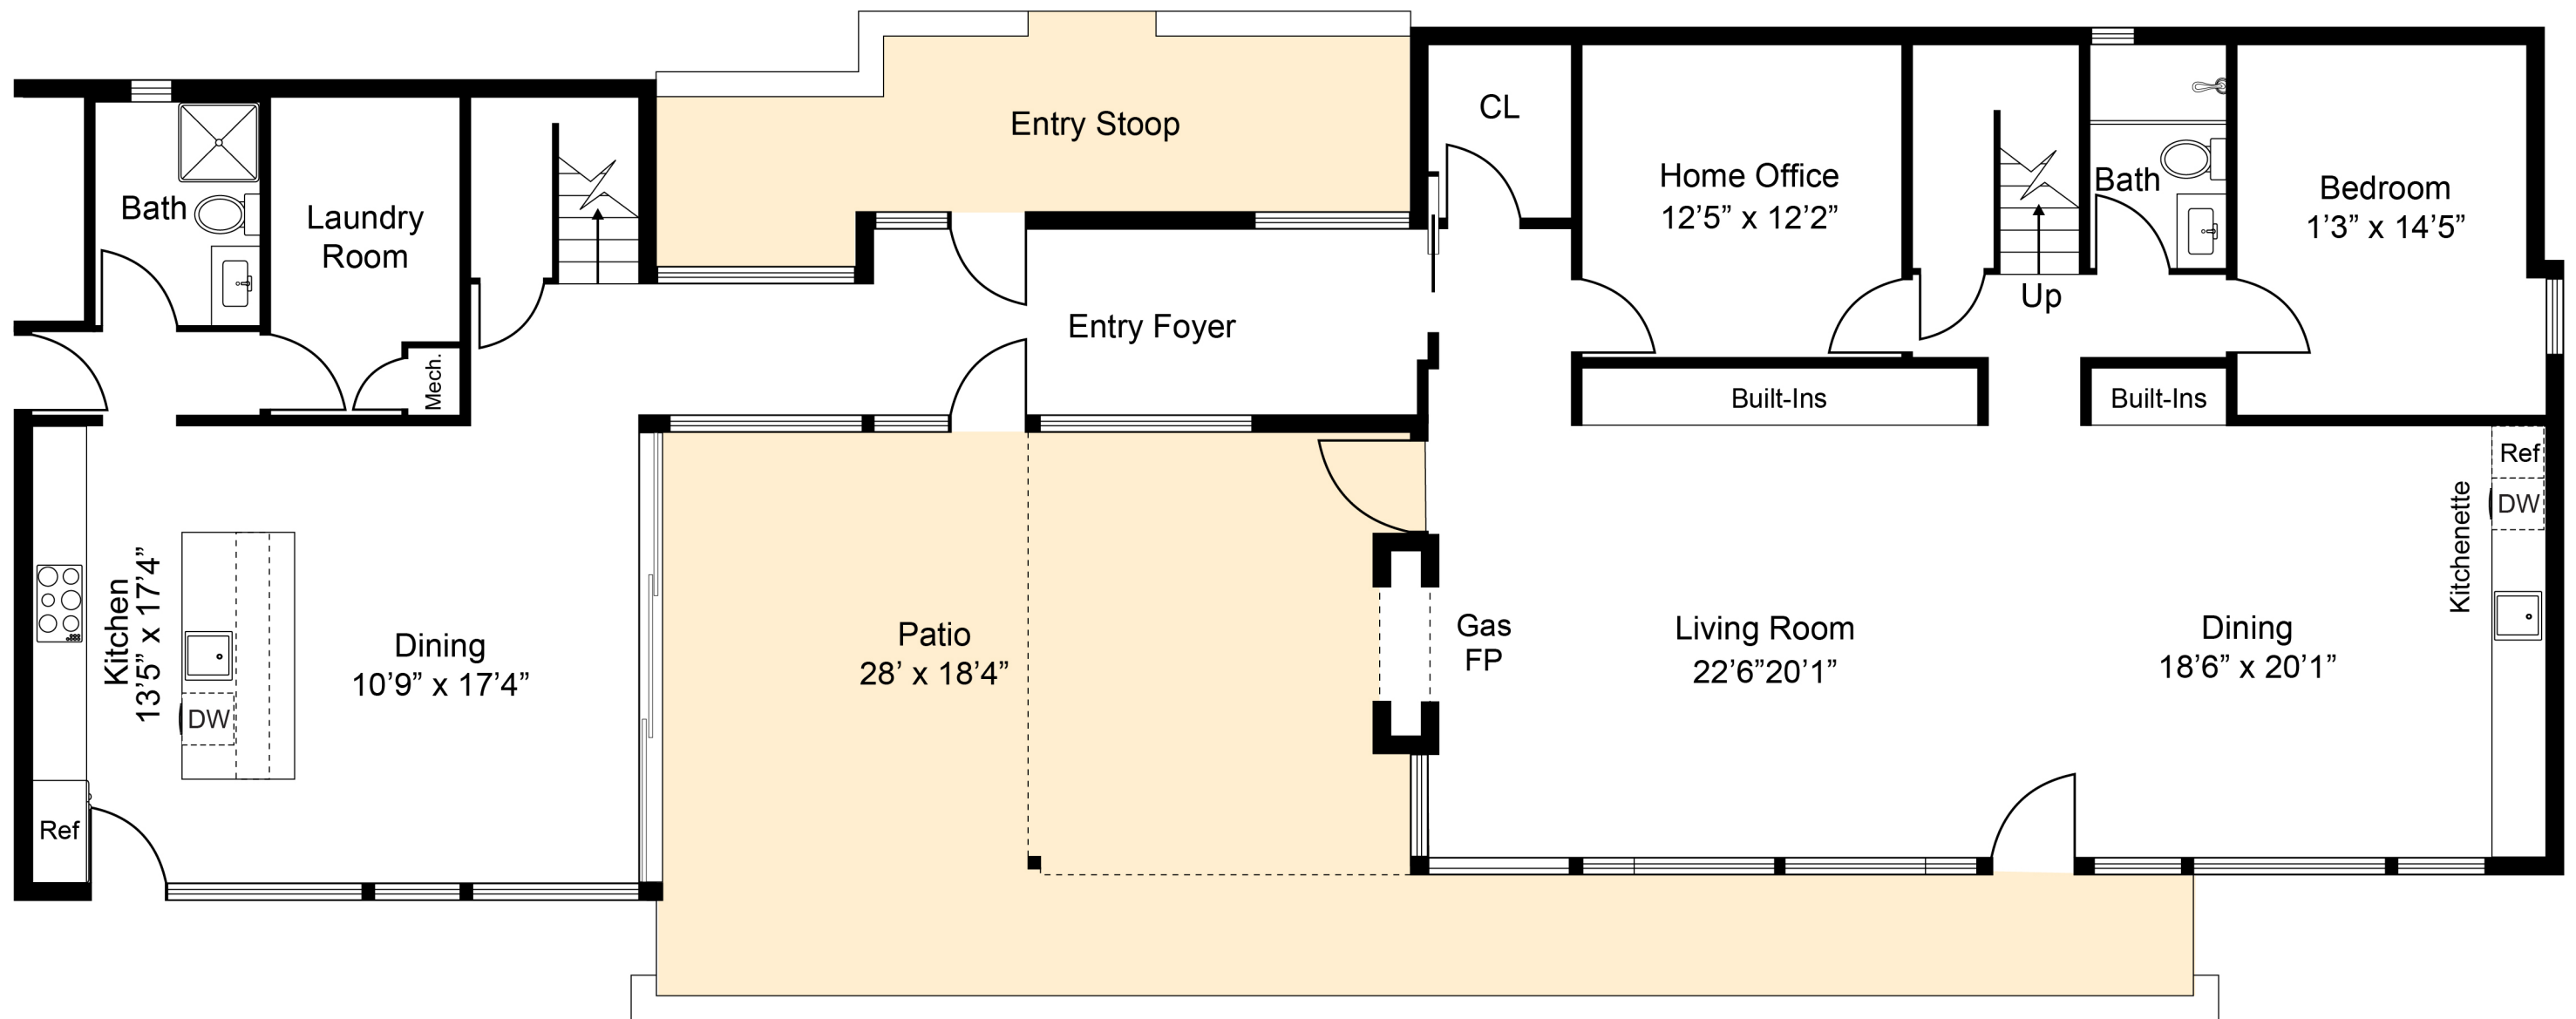 Entry Stoop
CL
Home Office
12’5” x 12’2”
Bath
Bedroom
1’3” x 14’5”
Bath
Laundry
Room
Up
Entry Foyer
Mech.
Built-Ins
Built-Ins
Ref
DW
Kitchenette
Kitchen
13’5” x 17’4”
Dining
10’9” x 17’4”
DW
Ref
Patio
28’ x 18’4”
Gas
FP
Living Room
22’6”20’1”
Dining
18’6” x 20’1”